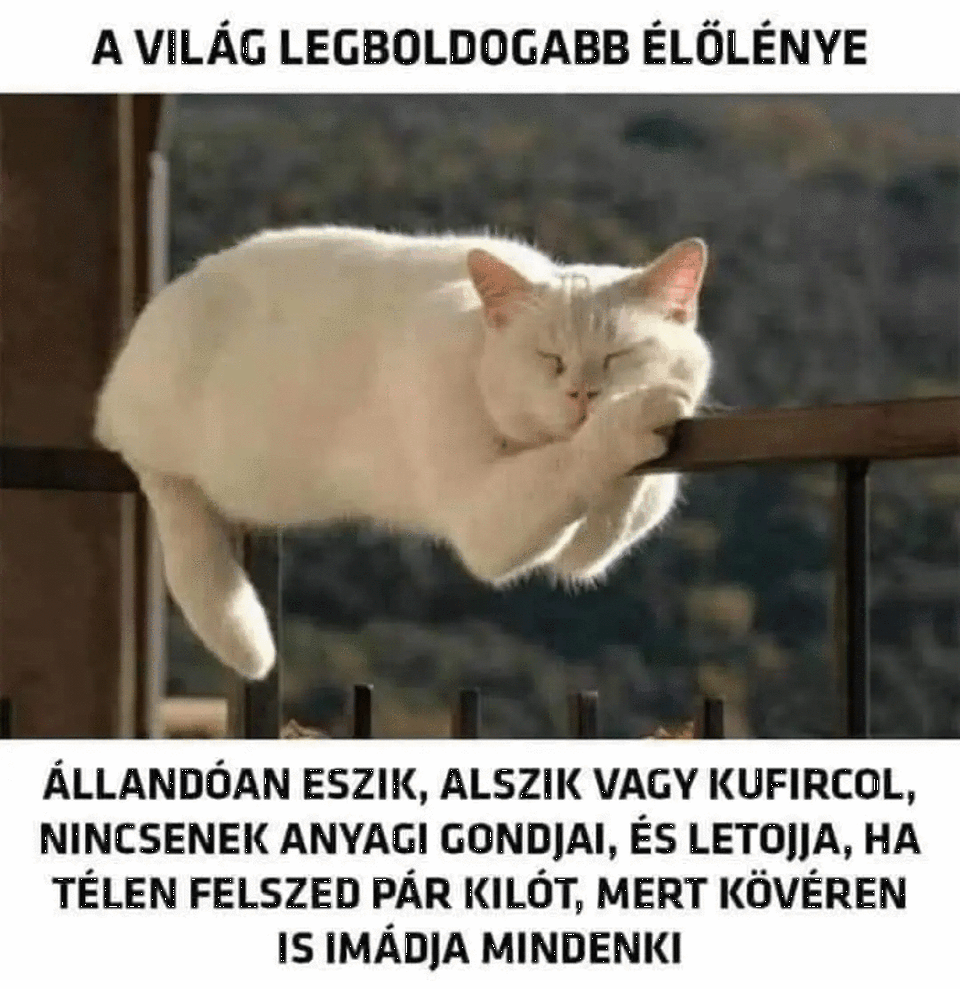 A VILÁG LEGBOLDOGABB ÉLŐLÉNYE
ÁLLANDÓAN ESZIK, ALSZIK VAGY KUFIRCOL,
NINCSENEK ANYAGI GONDJAI, ÉS LETOJJA, HA
TÉLEN FELSZED PÁR KILÓT, MERT KÖVÉREN
IS IMÁDJA MINDENKI